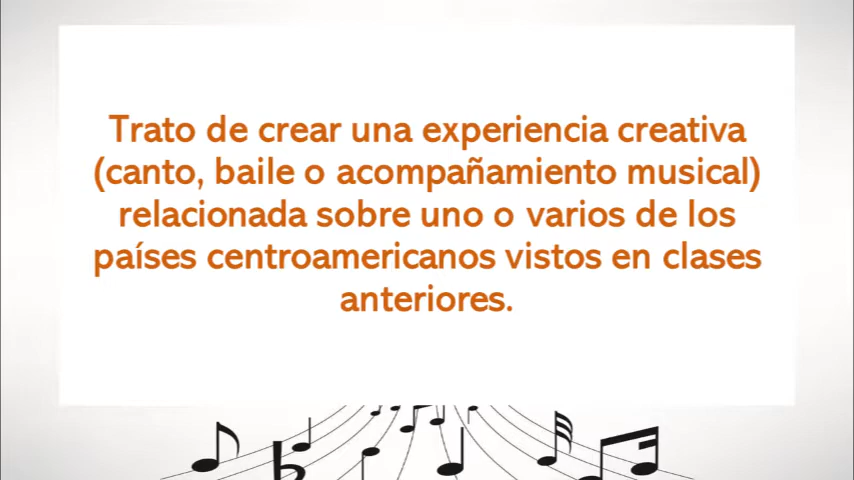 Trato de crear una experiencia creativa
(canto, baile o acompañamiento musical)
relacionada sobre uno o varios de los
países centroamericanos vistos en clases
anteriores.